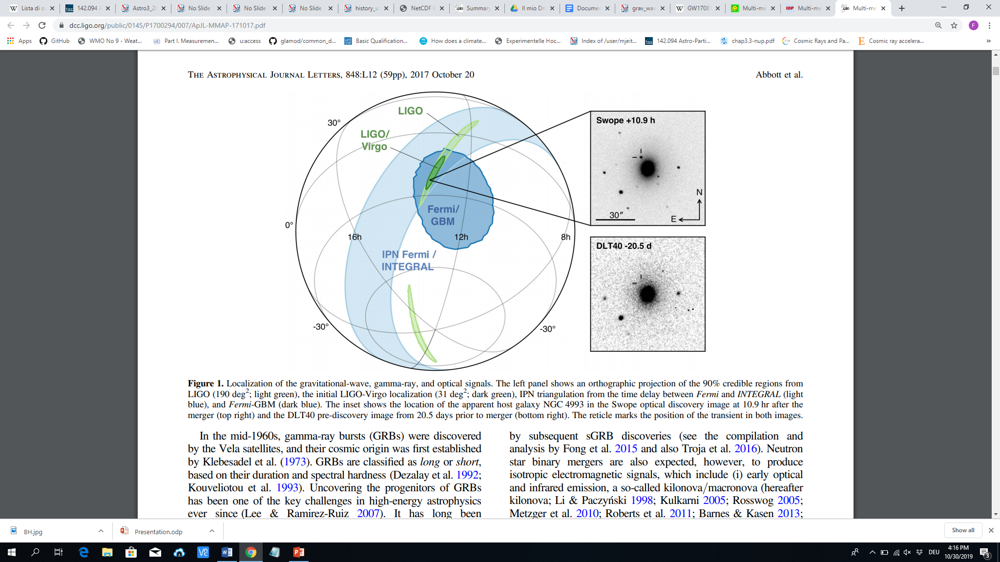 Lista di o
142.094
Astro3_20
No Slide
No Slide
No Slide
history_u
NetCDF C
Summary
Il mio Dri
Documen
grav_wav
GW1708
Multi-me
Multi-me
Multi-me
dcc.ligo.org/public/0145/P1700294/007/ApJL-MMAP-171017.pdf
F
Apps
GitHub
WMO No 9 - Weat...
Part I. Measuremen...
u:access
glamod/common_d...
Basic Qualification...
How does a climate...
Experimentelle Hoc...
Index of /user/mjeit...
142.094 Astro-Parti...
chap3.3-nup.pdf
Cosmic Rays and Pa...
Cosmic ray accelera...
»
THE ASTROPHYSICAL JOURNAL LETTERS, 848:L12 (59pp), 2017 October 20
Abbott et al.
LIGO
30°
LIGO/
Virgo
Fermi/
GBM
0°
16h
12h
8h
IPN Fermi /
INTEGRAL
-30°
-30°
Swope +10.9 h
N
30″
E
DLT40 -20.5 d
Figure 1. Localization of the gravitational-wave, gamma-ray, and optical signals. The left panel shows an orthographic projection of the 90% credible regions from
LIGO (190 deg²; light green), the initial LIGO-Virgo localization (31 deg²; dark green), IPN triangulation from the time delay between Fermi and INTEGRAL (light
blue), and Fermi-GBM (dark blue). The inset shows the location of the apparent host galaxy NGC 4993 in the Swope optical discovery image at 10.9 hr after the
merger (top right) and the DLT40 pre-discovery image from 20.5 days prior to merger (bottom right). The reticle marks the position of the transient in both images.
In the mid-1960s, gamma-ray bursts (GRBs) were discovered
by the Vela satellites, and their cosmic origin was first established
by Klebesadel et al. (1973). GRBs are classified as long or short,
based on their duration and spectral hardness (Dezalay et al. 1992;
Kouveliotou et al. 1993). Uncovering the progenitors of GRBs
has been one of the key challenges in high-energy astrophysics
ever since (Lee & Ramirez-Ruiz 2007). It has long been
by subsequent sGRB discoveries (see the compilation and
analysis by Fong et al. 2015 and also Troja et al. 2016). Neutron
star binary mergers are also expected, however, to produce
isotropic electromagnetic signals, which include (i) early optical
and infrared emission, a so-called kilonova/macronova (hereafter
kilonova; Li & Paczyński 1998; Kulkarni 2005; Rosswog 2005;
Metzger et al. 2010; Roberts et al. 2011; Barnes & Kasen 2013;
BH.jpg
Presentation.odp
Show all
DEU
4:16 PM
10/30/2019
3